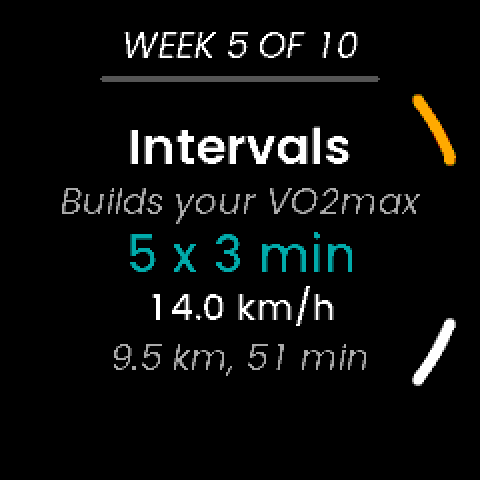 WEEK 5 OF 10
Intervals
Builds your VO2max
5 x 3 min
14.0 km/h
9.5 km, 51 min